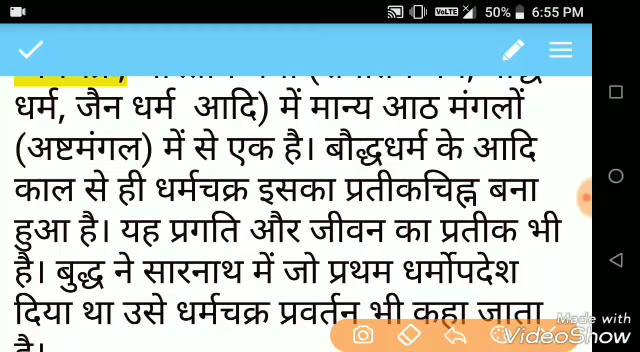 VoLTE 50% 6:55 PM
धर्म, जैन धर्म आदि) में मान्य आठ मंगलों
(अष्टमंगल) में से एक है। बौद्धधर्म के आदि
काल से ही धर्मचक्र इसका प्रतीकचिह्न बना
हुआ है। यह प्रगति और जीवन का प्रतीक भी
है। बुद्ध ने सारनाथ में जो प्रथम धर्मोपदेश
दिया था उसे धर्मचक्र प्रवर्तन भी कहा जाता
है।
Made with
VideoShow